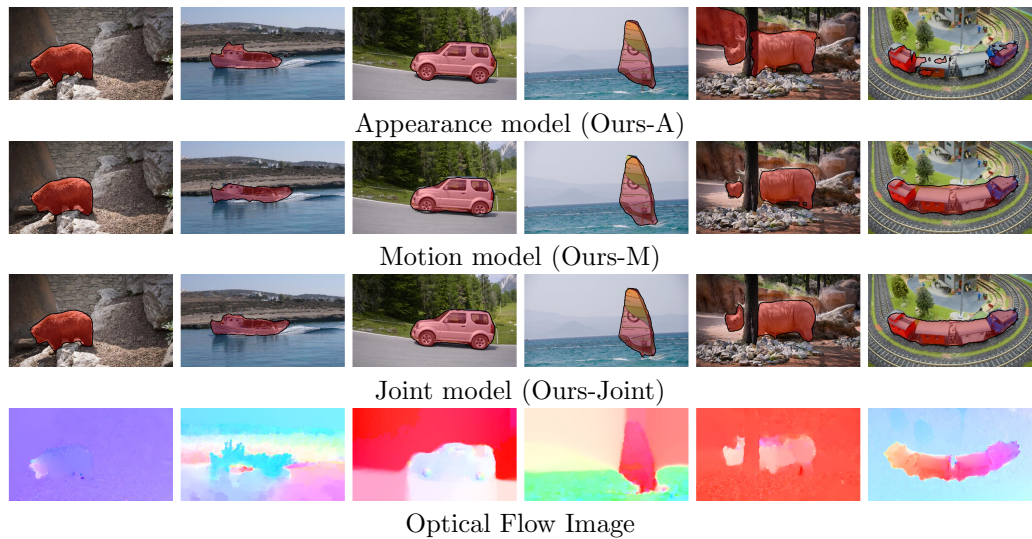 Appearance model (Ours-A)
Motion model (Ours-M)
Joint model (Ours-Joint)
Optical Flow Image